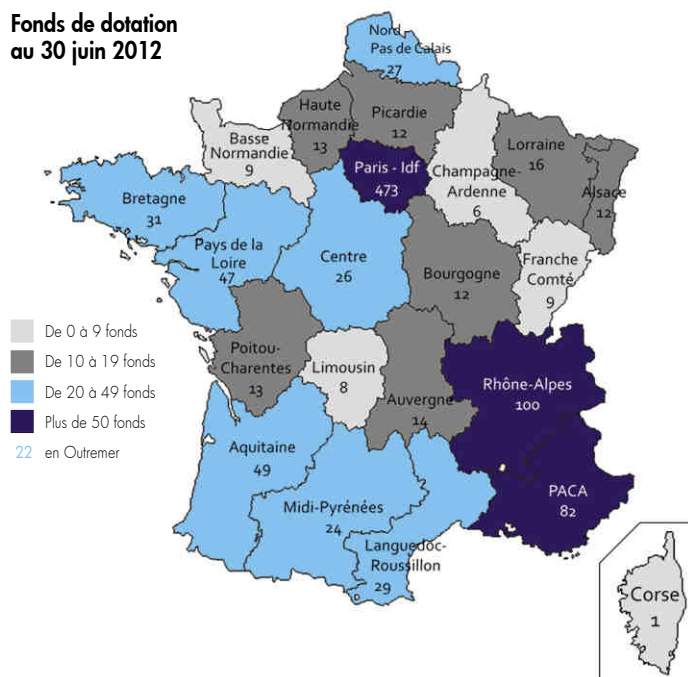 Fonds de dotation
au 30 juin 2012
Nord
Pas de Calais
27
Haute
Normandie
13
Picardie
12
Basse
Normandie
9
Paris - Idf
473
Champagne-
Ardenne
6
Lorraine
16
Alsace
12
Bretagne
31
Pays de la
Loire
47
Centre
26
Bourgogne
12
Franche
Comté
9
De 0 à 9 fonds
De 10 à 19 fonds
De 20 à 49 fonds
Plus de 50 fonds
22 en Outremer
Poitou-
Charentes
13
Limousin
8
Auvergne
14
Rhône-Alpes
100
Aquitaine
49
Midi-Pyrénées
24
Languedoc-
Roussillon
29
PACA
82
Corse
1